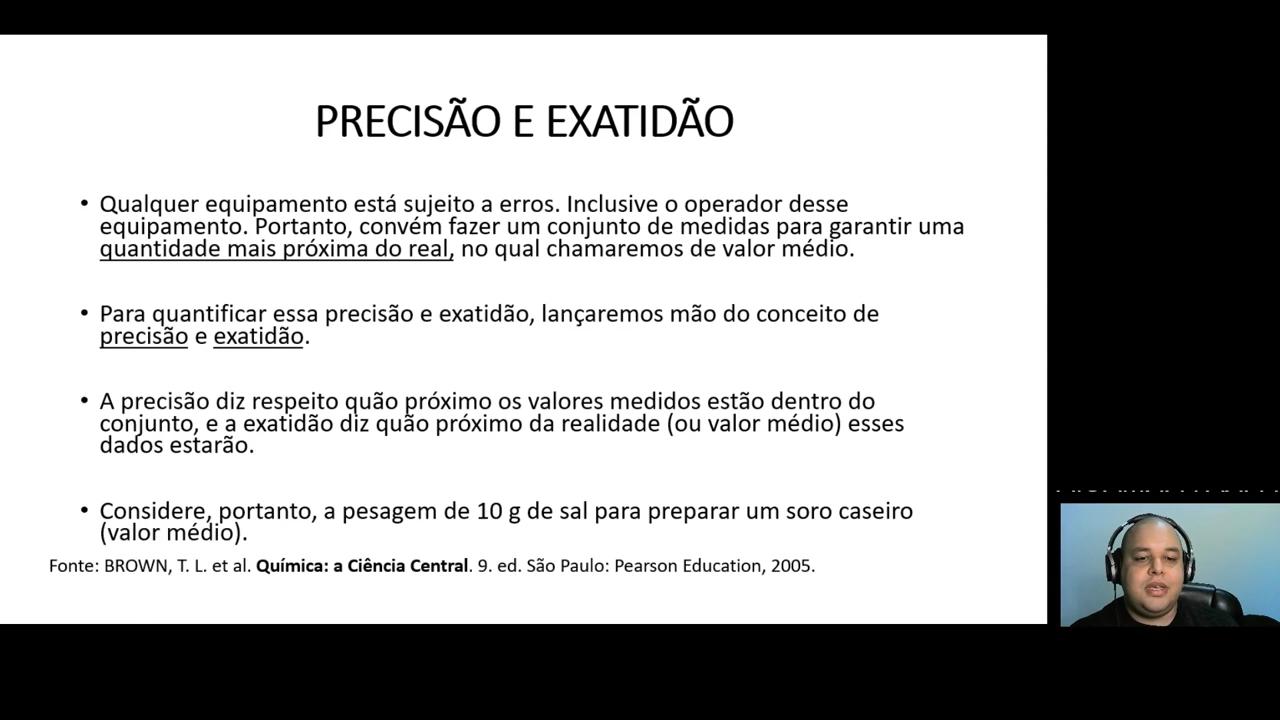 PRECISÃO E EXATIDÃO
• Qualquer equipamento está sujeito a erros. Inclusive o operador desse
equipamento. Portanto, convém fazer um conjunto de medidas para garantir uma
quantidade mais próxima do real, no qual chamaremos de valor médio.
• Para quantificar essa precisão e exatidão, lançaremos mão do conceito de
precisão e exatidão.
• A precisão diz respeito quão próximo os valores medidos estão dentro do
conjunto, e a exatidão diz quão próximo da realidade (ou valor médio) esses
dados estarão.
• Considere, portanto, a pesagem de 10 g de sal para preparar um soro caseiro
(valor médio).
Fonte: BROWN, T. L. et al. Química: a Ciência Central. 9. ed. São Paulo: Pearson Education, 2005.